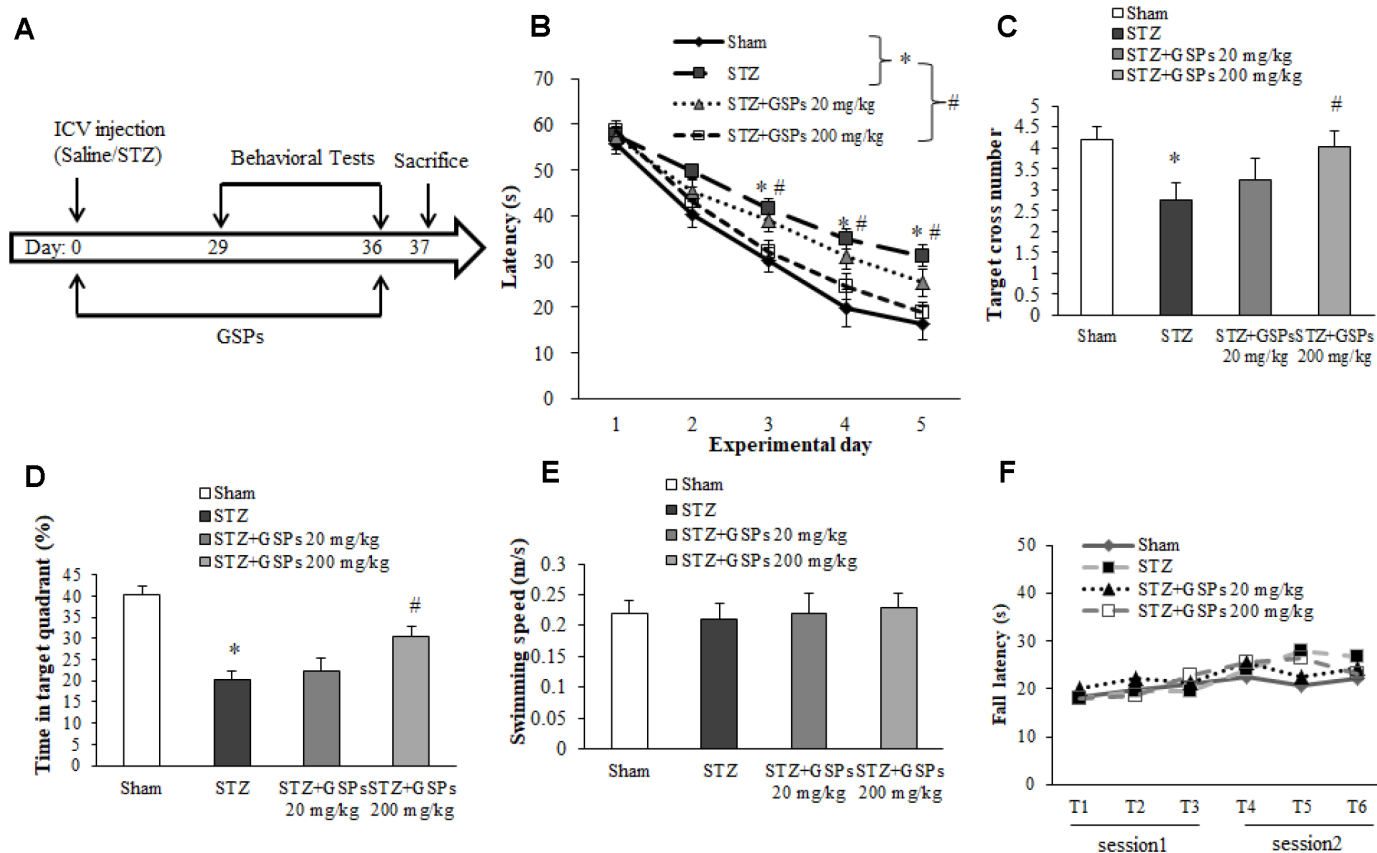 A
ICV injection
(Saline/STZ)
Behavioral Tests
Sacrifice
Day: 0
29
36
37
GSPs
B
Sham
*
STZ
STZ+GSPs 20 mg/kg
#
STZ+GSPs 200 mg/kg
Latency (s)
70
60
50
40
30
20
10
0
* #
* #
* #
1 2 3 4 5
Experimental day
C
Sham
STZ
STZ+GSPs 20 mg/kg
STZ+GSPs 200 mg/kg
Target cross number
5
4.5
4
3.5
3
2.5
2
1.5
1
0.5
0
*
#
Sham
STZ
STZ+GSPs
20 mg/kg
STZ+GSPs
200 mg/kg
D
Sham
STZ
STZ+GSPs 20 mg/kg
STZ+GSPs 200 mg/kg
Time in target quadrant (%)
45
40
35
30
25
20
15
10
5
0
*
#
Sham
STZ
STZ+GSPs
20 mg/kg
STZ+GSPs
200 mg/kg
E
Sham
STZ
STZ+GSPs 20 mg/kg
STZ+GSPs 200 mg/kg
Swimming speed (m/s)
0.3
0.25
0.2
0.15
0.1
0.05
0
Sham
STZ
STZ+GSPs
20 mg/kg
STZ+GSPs
200 mg/kg
F
Sham
STZ
STZ+GSPs 20 mg/kg
STZ+GSPs 200 mg/kg
Fall latency (s)
50
40
30
20
10
0
T1 T2 T3 T4 T5 T6
session1
session2